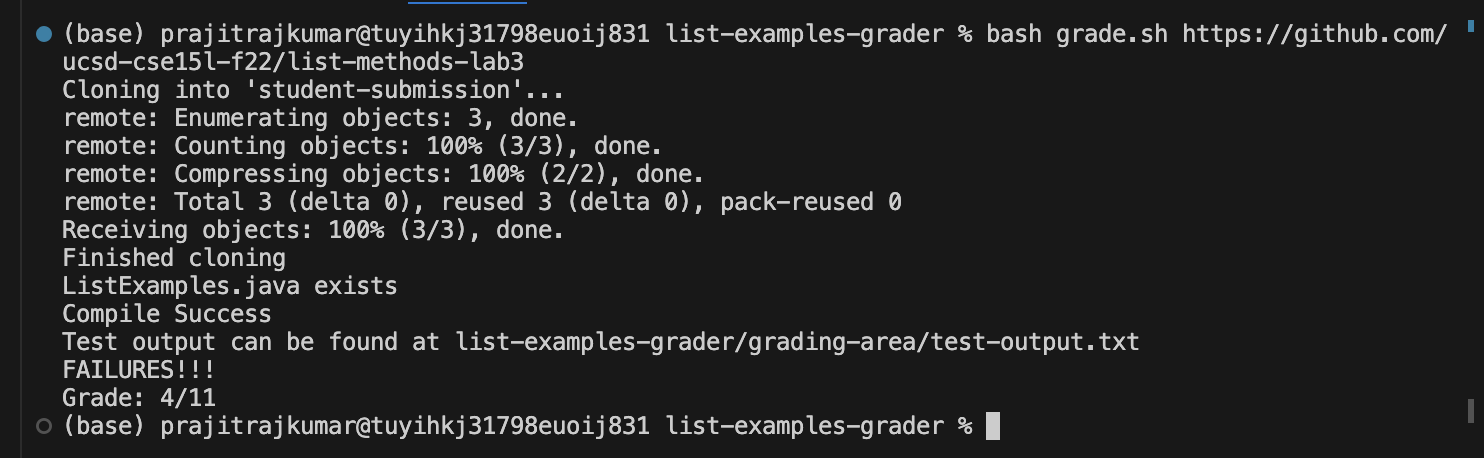 (base) prajitrajkumar@tuyihkj31798euoij831 list-examples-grader % bash grade.sh https://github.com/
ucsd-cse15l-f22/list-methods-lab3
Cloning into 'student-submission'...
remote: Enumerating objects: 3, done.
remote: Counting objects: 100% (3/3), done.
remote: Compressing objects: 100% (2/2), done.
remote: Total 3 (delta 0), reused 3 (delta 0), pack-reused 0
Receiving objects: 100% (3/3), done.
Finished cloning
ListExamples.java exists
Compile Success
Test output can be found at list-examples-grader/grading-area/test-output.txt
FAILURES!!!
Grade: 4/11
(base) prajitrajkumar@tuyihkj31798euoij831 list-examples-grader %